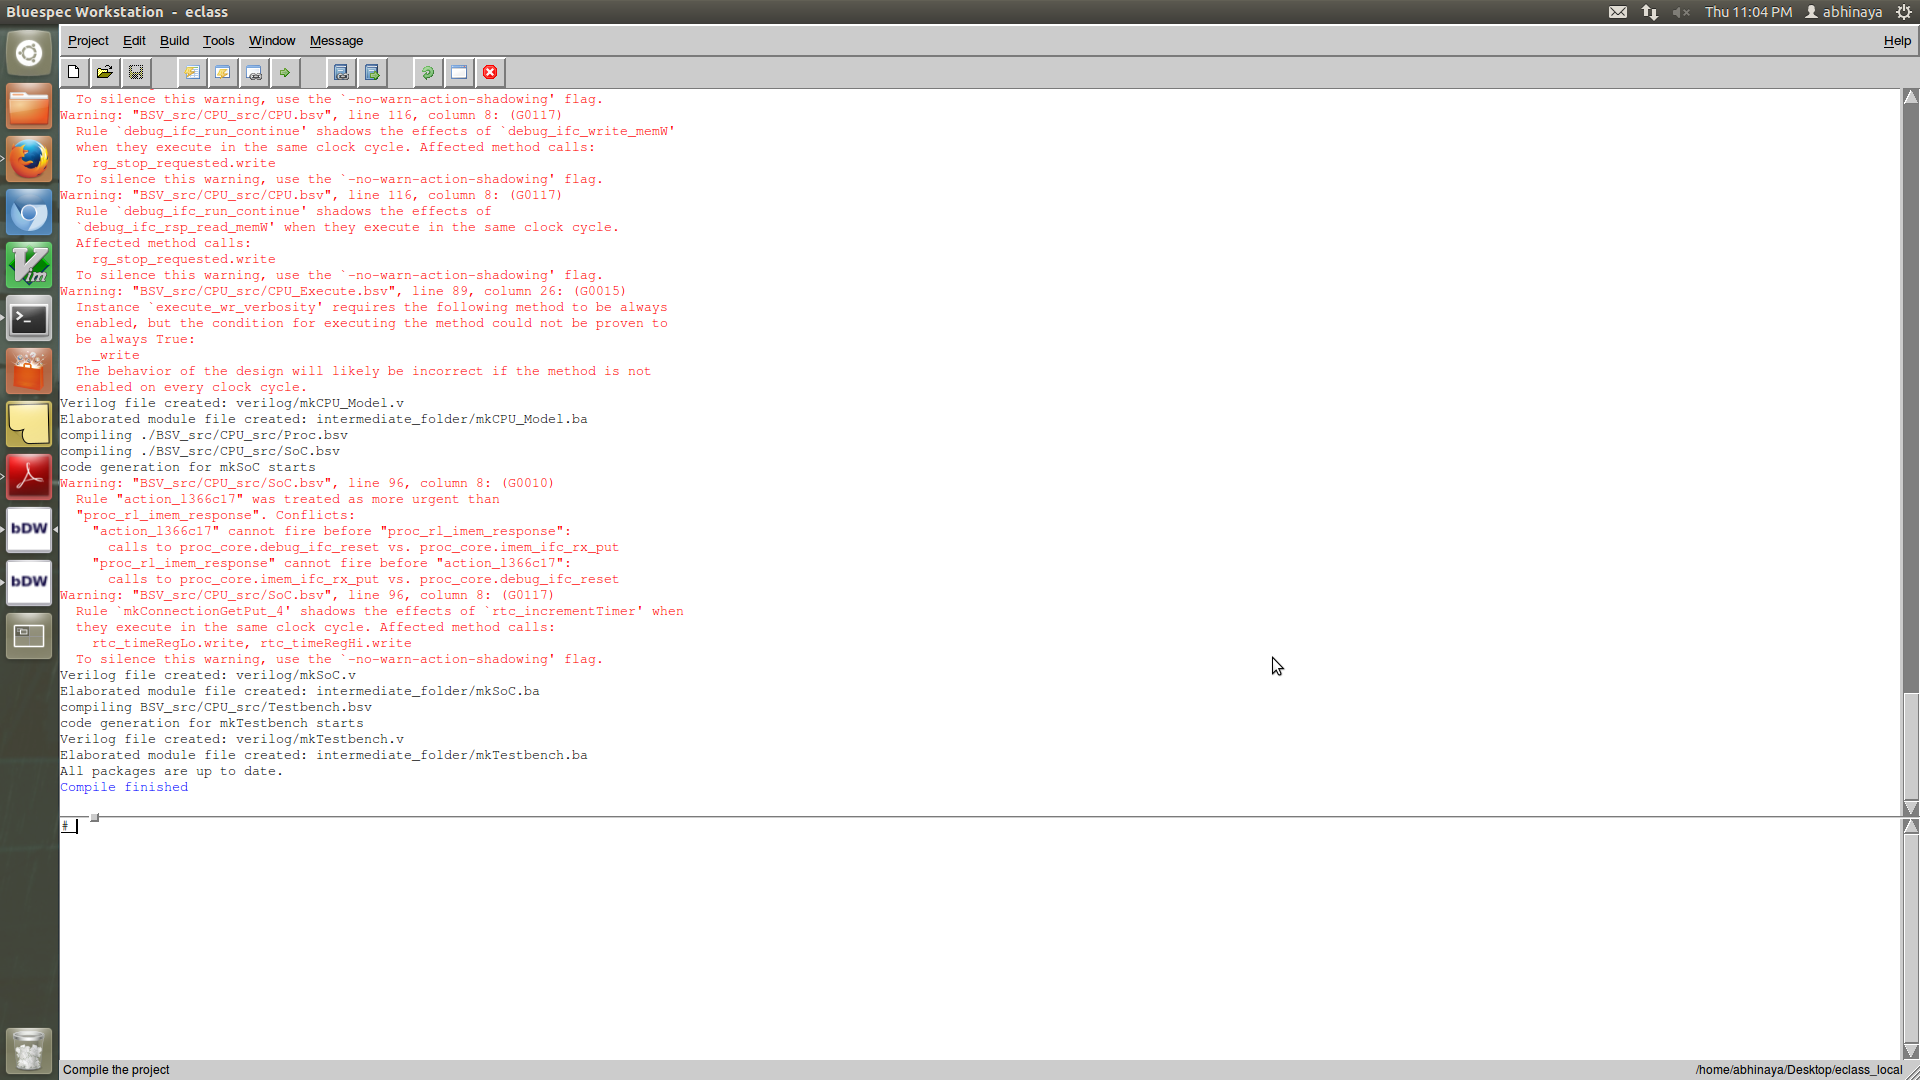 Bluespec Workstation - eclass
Thu 11:04 PM
abhinaya
Project Edit Build Tools Window Message Help
To silence this warning, use the `-no-warn-action-shadowing' flag.
Warning: "BSV_src/CPU_src/CPU.bsv", line 116, column 8: (G0117)
Rule `debug_ifc_run_continue' shadows the effects of `debug_ifc_write_memW'
when they execute in the same clock cycle. Affected method calls:
rg_stop_requested.write
To silence this warning, use the `-no-warn-action-shadowing' flag.
Warning: "BSV_src/CPU_src/CPU.bsv", line 116, column 8: (G0117)
Rule `debug_ifc_run_continue' shadows the effects of
`debug_ifc_rsp_read_memW' when they execute in the same clock cycle.
Affected method calls:
rg_stop_requested.write
To silence this warning, use the `-no-warn-action-shadowing' flag.
Warning: "BSV_src/CPU_src/CPU_Execute.bsv", line 89, column 26: (G0015)
Instance `execute_wr_verbosity' requires the following method to be always
enabled, but the condition for executing the method could not be proven to
be always True:
_write
The behavior of the design will likely be incorrect if the method is not
enabled on every clock cycle.
Verilog file created: verilog/mkCPU_Model.v
Elaborated module file created: intermediate_folder/mkCPU_Model.ba
compiling ./BSV_src/CPU_src/Proc.bsv
compiling ./BSV_src/CPU_src/SoC.bsv
code generation for mkSoC starts
Warning: "BSV_src/CPU_src/SoC.bsv", line 96, column 8: (G0010)
Rule "action_l366c17" was treated as more urgent than
"proc_rl_imem_response". Conflicts:
"action_l366c17" cannot fire before "proc_rl_imem_response":
calls to proc_core.debug_ifc_reset vs. proc_core.imem_ifc_rx_put
"proc_rl_imem_response" cannot fire before "action_l366c17":
calls to proc_core.imem_ifc_rx_put vs. proc_core.debug_ifc_reset
Warning: "BSV_src/CPU_src/SoC.bsv", line 96, column 8: (G0117)
Rule `mkConnectionGetPut_4' shadows the effects of `rtc_incrementTimer' when
they execute in the same clock cycle. Affected method calls:
rtc_timeRegLo.write, rtc_timeRegHi.write
To silence this warning, use the `-no-warn-action-shadowing' flag.
Verilog file created: verilog/mkSoC.v
Elaborated module file created: intermediate_folder/mkSoC.ba
compiling BSV_src/CPU_src/Testbench.bsv
code generation for mkTestbench starts
Verilog file created: verilog/mkTestbench.v
Elaborated module file created: intermediate_folder/mkTestbench.ba
All packages are up to date.
Compile finished
#
Vim
bDW
bDW
Compile the project
/home/abhinaya/Desktop/eclass_local